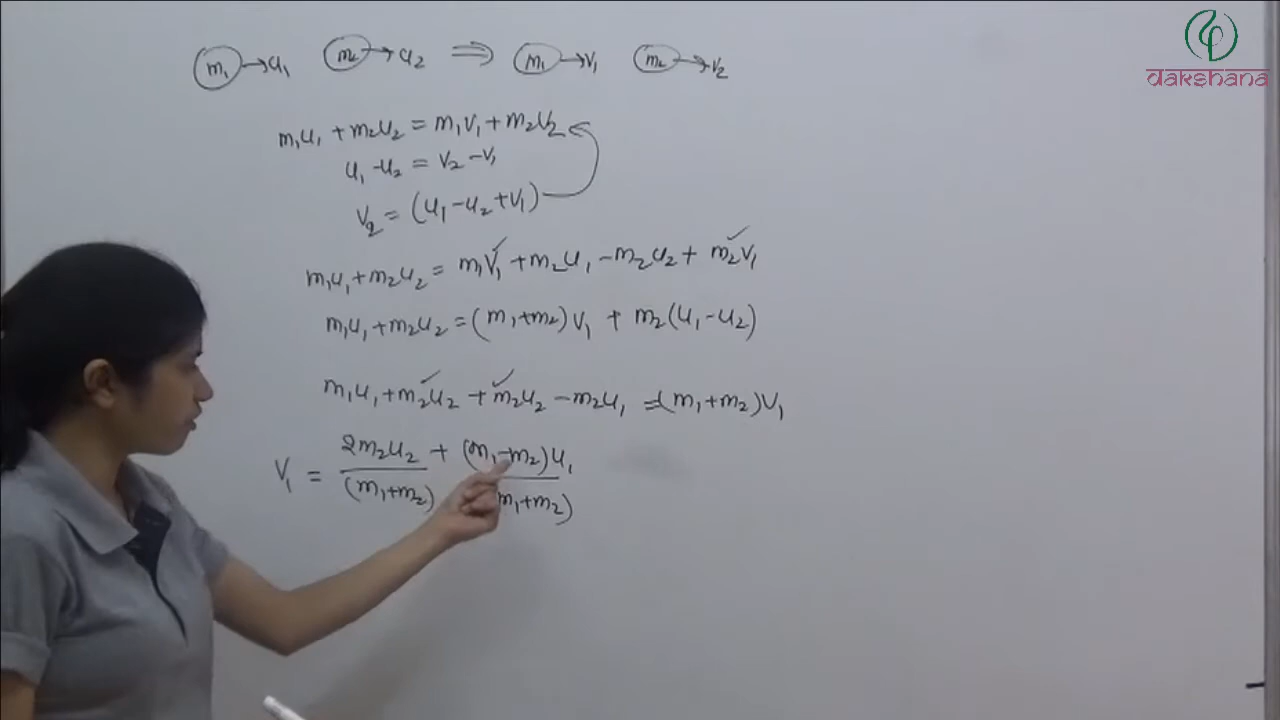 dakshana
m₁ → u₁ m₂ → u₂ ⇒ m₁ → v₁ m₂ → v₂
m₁u₁ + m₂u₂ = m₁v₁ + m₂v₂
u₁ - u₂ = v₂ - v₁
v₂ = (u₁ - u₂ + v₁)
m₁u₁ + m₂u₂ = m₁v₁ + m₂u₁ - m₂u₂ + m₂v₁
m₁u₁ + m₂u₂ = (m₁+m₂)v₁ + m₂(u₁-u₂)
m₁u₁ + m₂u₂ + m₂u₂ - m₂u₁ = (m₁+m₂)v₁
2m₂u₂ + (m₁-m₂)u₁
v₁ =
(m₁+m₂) m₁+m₂)